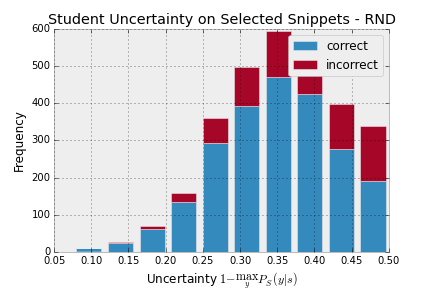 Student Uncertainty on Selected Snippets - RND
600
500
400
300
200
100
0
Frequency
correct
incorrect
0.05 0.10 0.15 0.20 0.25 0.30 0.35 0.40 0.45 0.50
Uncertainty 1−max_y P_S(y|s)